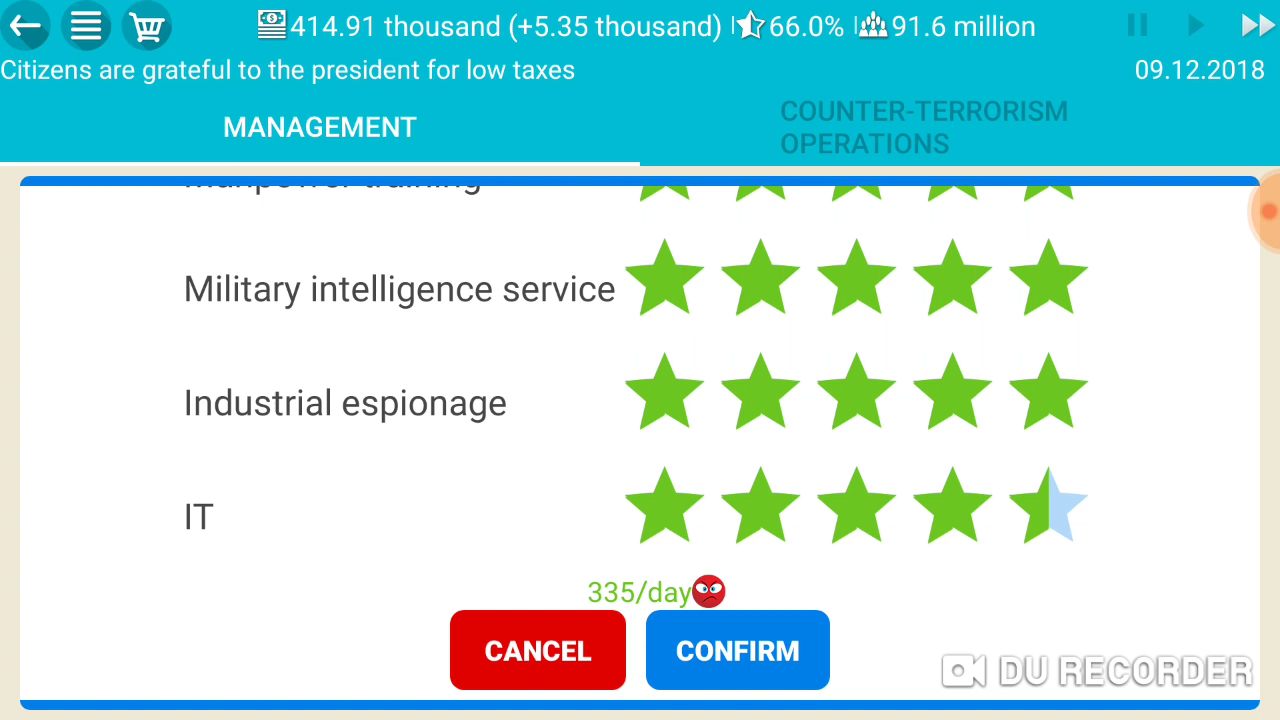 414.91 thousand (+5.35 thousand) 66.0% 91.6 million
Citizens are grateful to the president for low taxes 09.12.2018
MANAGEMENT
COUNTER-TERRORISM
OPERATIONS
Manpower training
Military intelligence service
Industrial espionage
IT
335/day
CANCEL CONFIRM
DU RECORDER